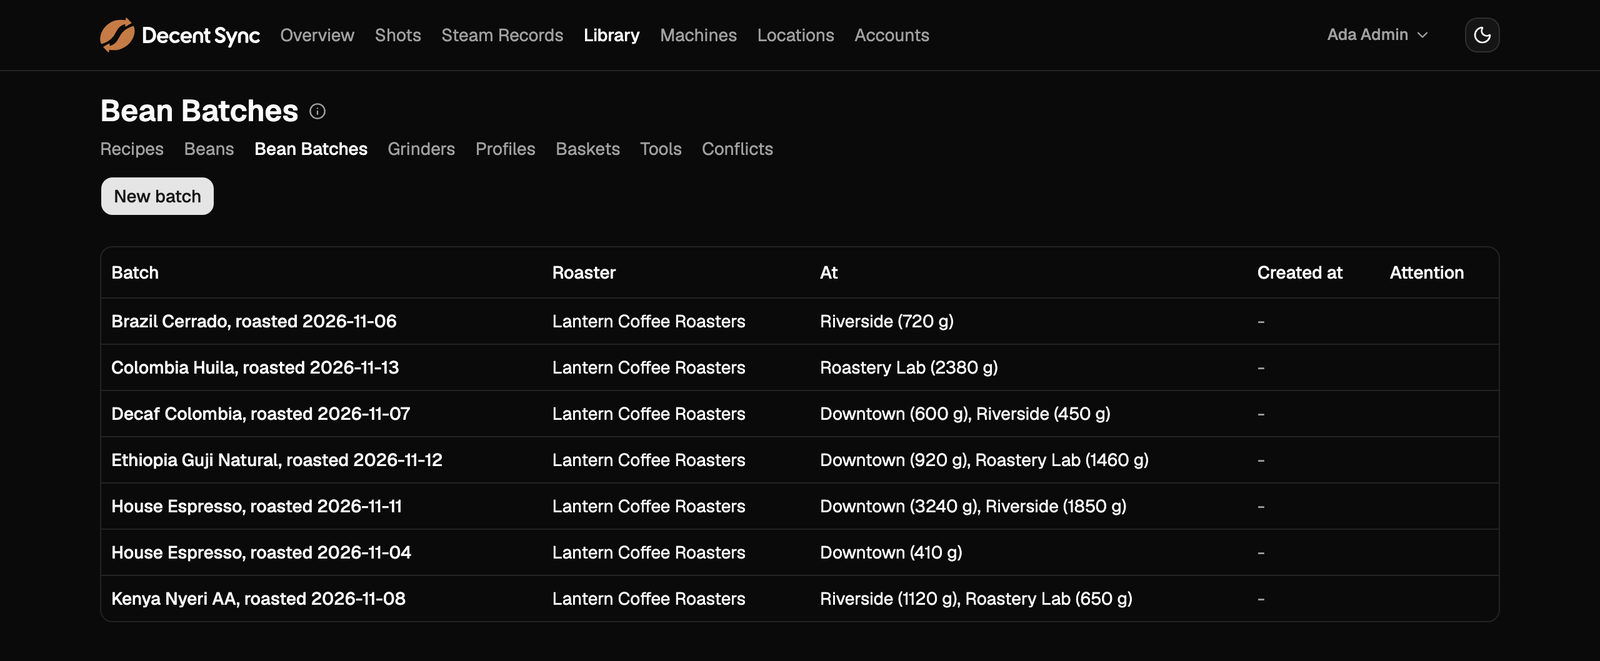 Decent Sync Overview Shots Steam Records Library Machines Locations Accounts Ada Admin
Bean Batches
Recipes Beans Bean Batches Grinders Profiles Baskets Tools Conflicts
New batch
Batch Roaster At Created at Attention
Brazil Cerrado, roasted 2026-11-06 Lantern Coffee Roasters Riverside (720 g) -
Colombia Huila, roasted 2026-11-13 Lantern Coffee Roasters Roastery Lab (2380 g) -
Decaf Colombia, roasted 2026-11-07 Lantern Coffee Roasters Downtown (600 g), Riverside (450 g) -
Ethiopia Guji Natural, roasted 2026-11-12 Lantern Coffee Roasters Downtown (920 g), Roastery Lab (1460 g) -
House Espresso, roasted 2026-11-11 Lantern Coffee Roasters Downtown (3240 g), Riverside (1850 g) -
House Espresso, roasted 2026-11-04 Lantern Coffee Roasters Downtown (410 g) -
Kenya Nyeri AA, roasted 2026-11-08 Lantern Coffee Roasters Riverside (1120 g), Roastery Lab (650 g) -